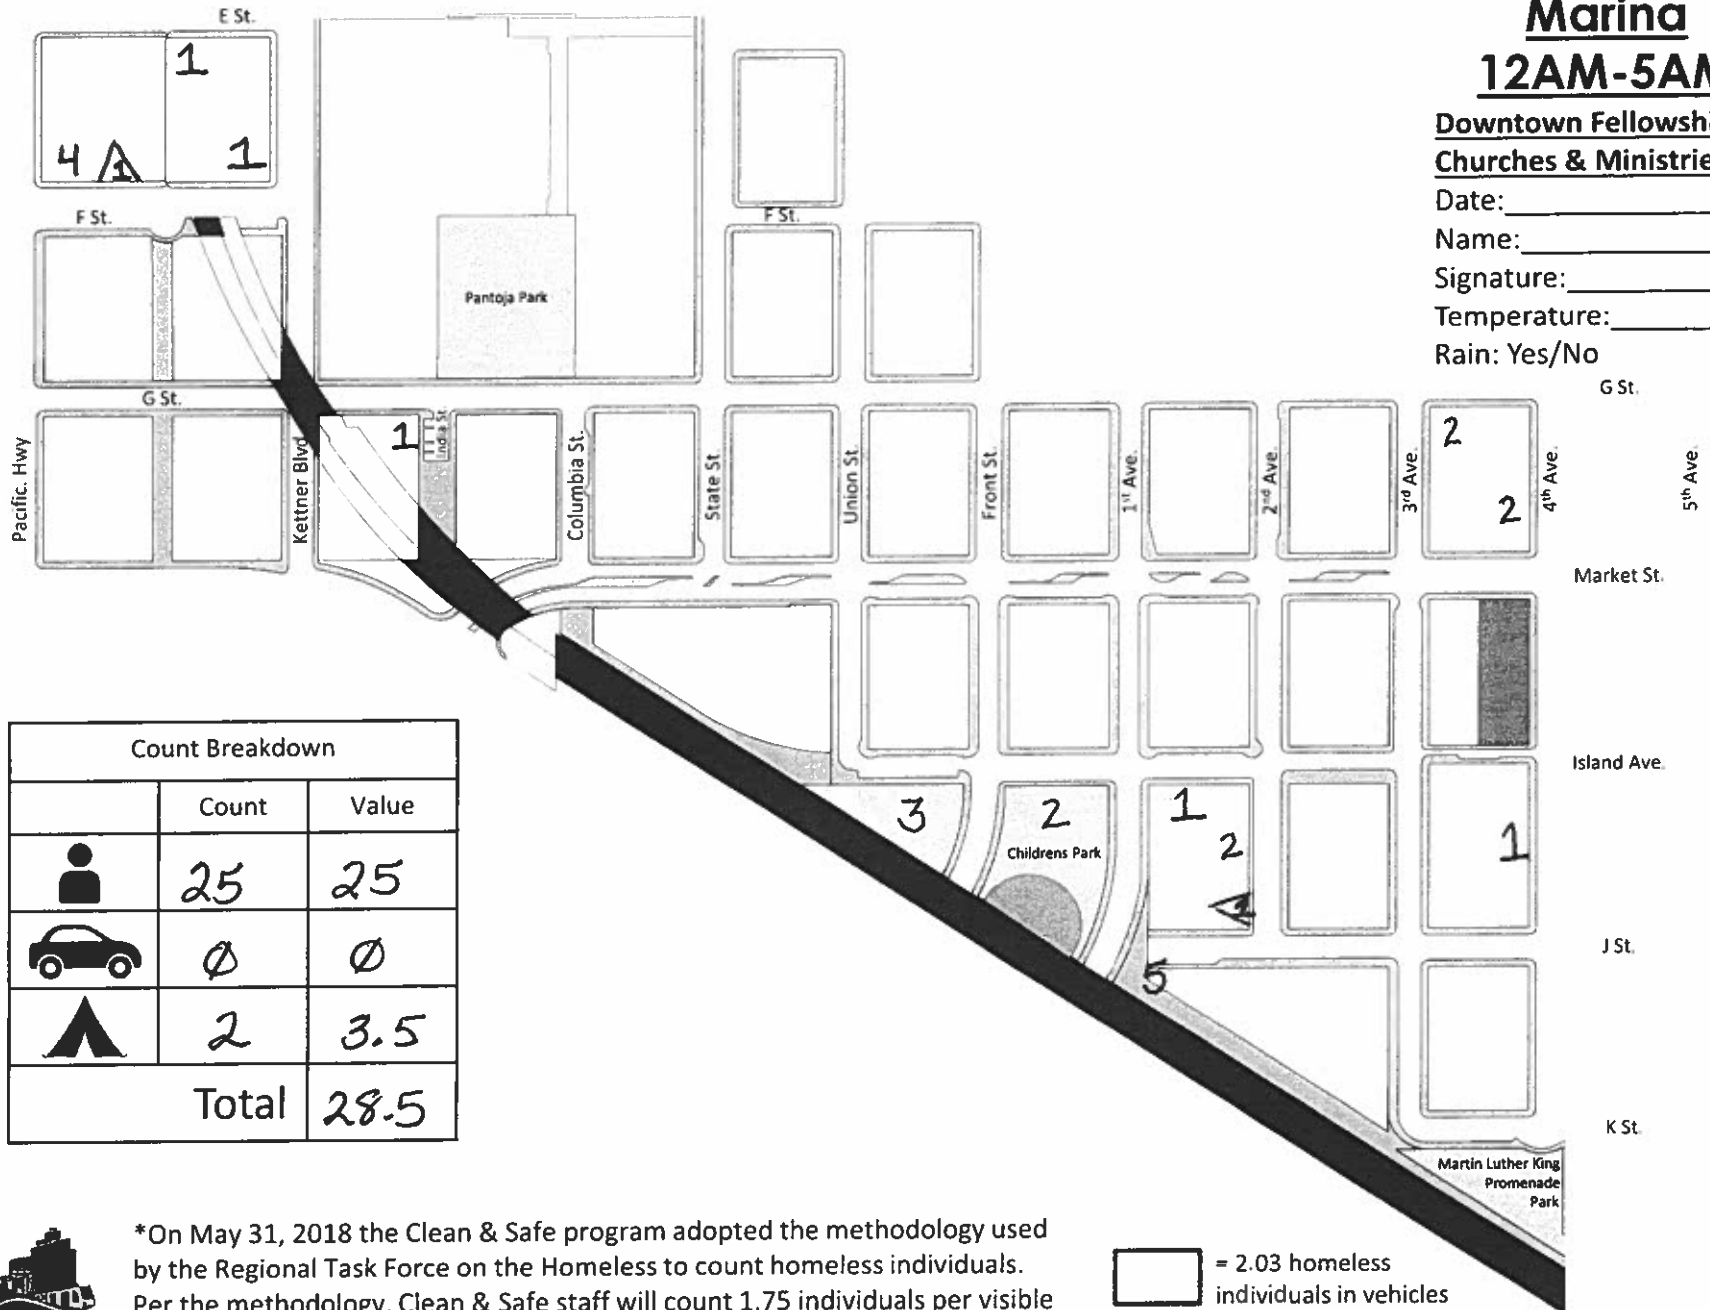 E St.
Marina
12AM-5AM
1
4 1 1
Downtown Fellowshi
Churches & Ministrie
Date:
Name:
Signature:
Temperature:
Rain: Yes/No
F St.
F St.
Pantoja Park
G St.
G St.
Pacific. Hwy
Kettner Blvd
1
India St.
Columbia St.
State St.
Union St.
Front St.
1st Ave.
2nd Ave.
3rd Ave.
2
2
4th Ave.
5th Ave.
Market St.
Island Ave.
Count Breakdown
Count Value
25 25
Ø Ø
2 3.5
Total 28.5
3
2
Childrens Park
1
2
1
1
J St.
5
K St.
Martin Luther King
Promenade
Park
*On May 31, 2018 the Clean & Safe program adopted the methodology used
by the Regional Task Force on the Homeless to count homeless individuals.
Per the methodology, Clean & Safe staff will count 1.75 individuals per visible
= 2.03 homeless
individuals in vehicles